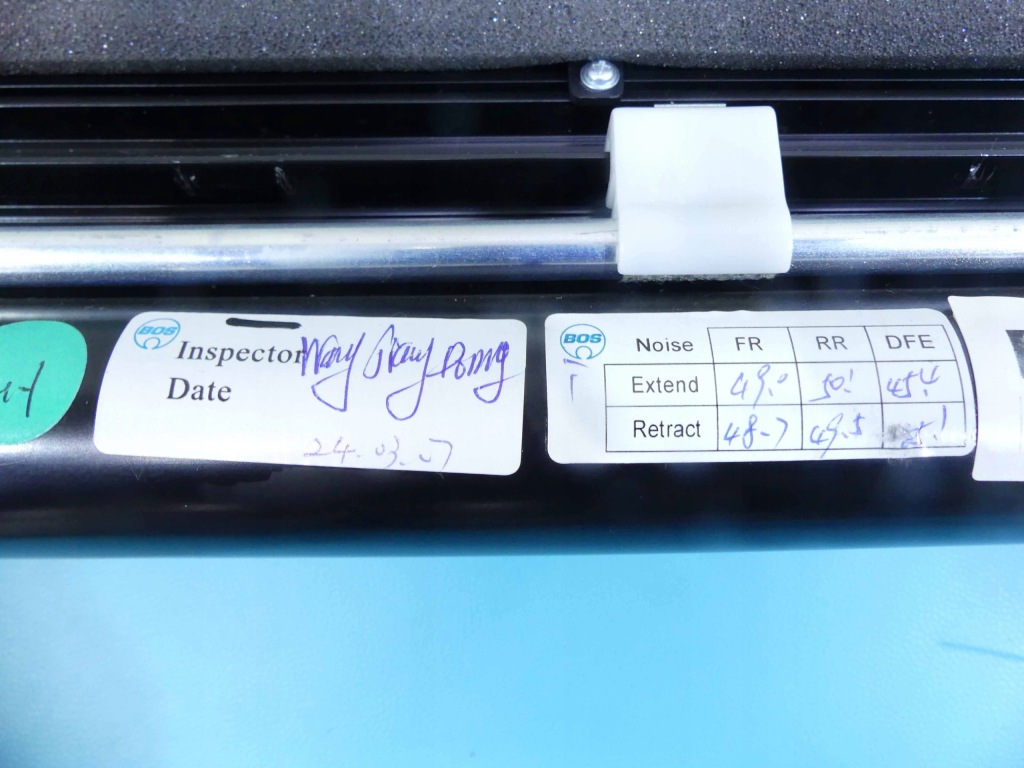 BOS
Inspector Wang
Date
24.03.07
BOS
Noise FR RR DFE
Extend 49.0 50.1 45.4
Retract 48.7 49.5